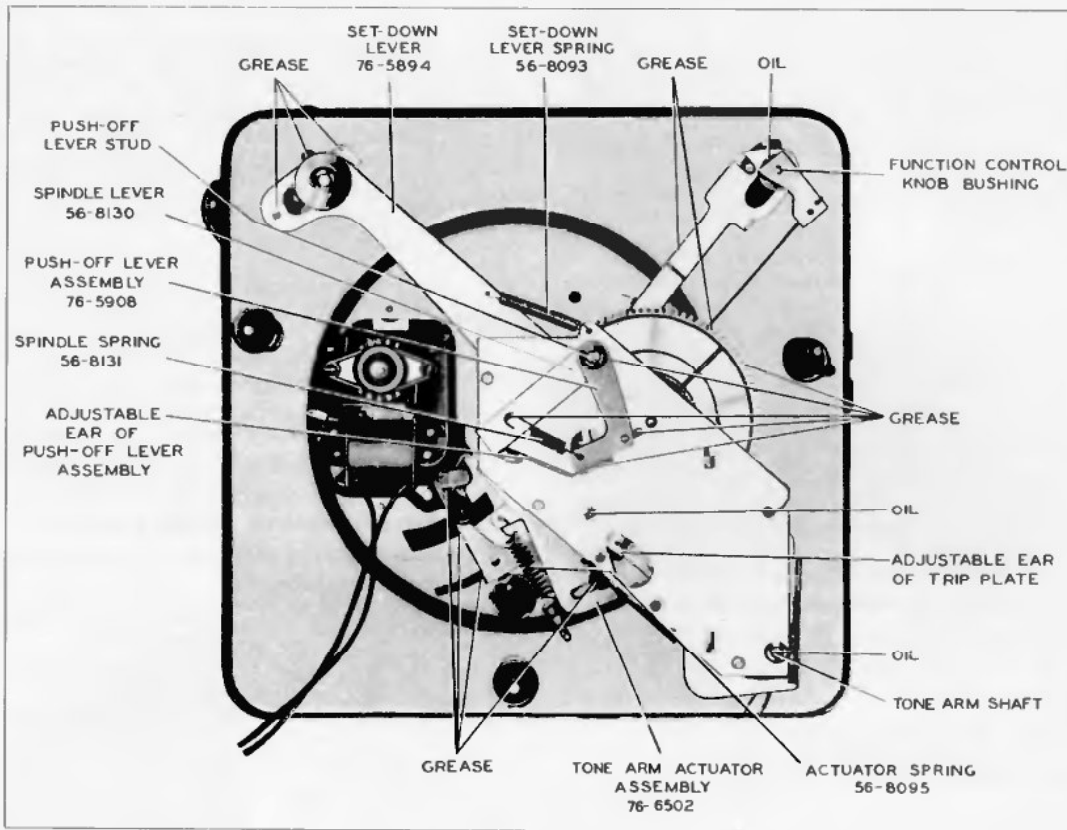 GREASE
SET-DOWN
LEVER
76-5894
SET-DOWN
LEVER SPRING
56-8093
GREASE
OIL
PUSH-OFF
LEVER STUD
SPINDLE LEVER
56-8130
PUSH-OFF LEVER
ASSEMBLY
76-5908
SPINDLE SPRING
56-8131
ADJUSTABLE
EAR OF
PUSH-OFF LEVER
ASSEMBLY
FUNCTION CONTROL
KNOB BUSHING
GREASE
OIL
ADJUSTABLE EAR
OF TRIP PLATE
OIL
TONE ARM SHAFT
GREASE
TONE ARM ACTUATOR
ASSEMBLY
76-6502
ACTUATOR SPRING
56-8095